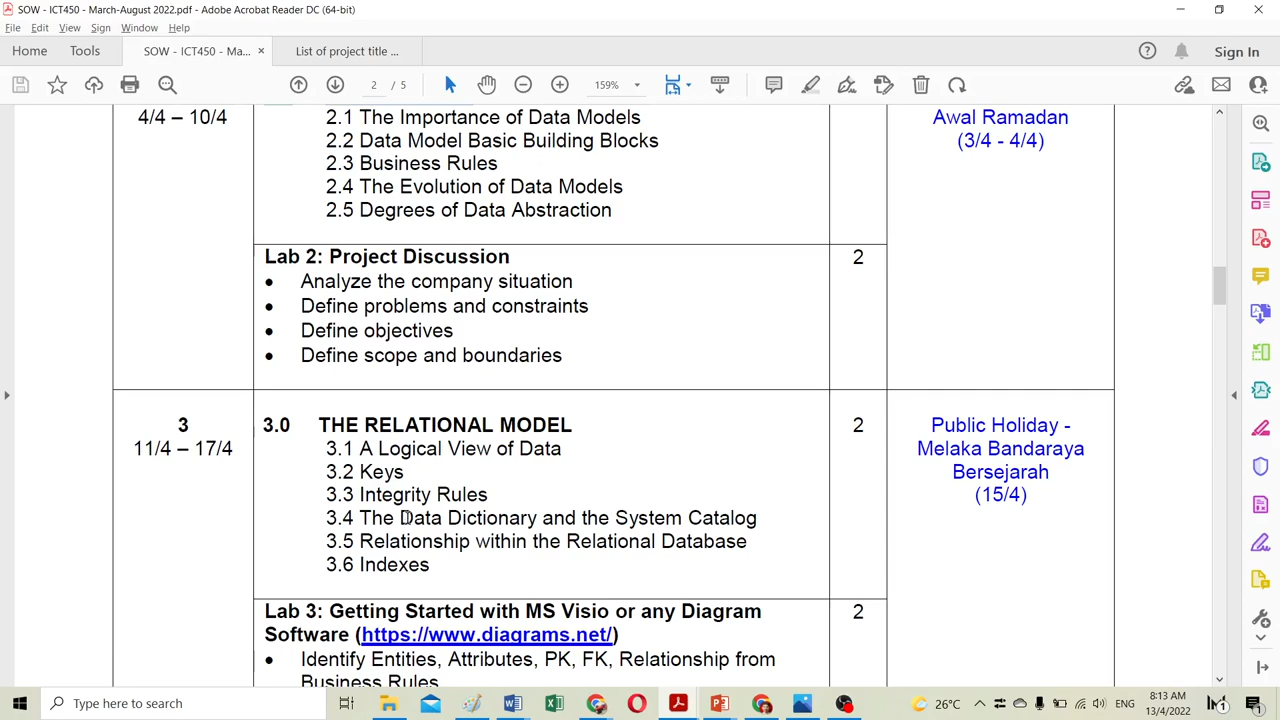 SOW - ICT450 - March-August 2022.pdf - Adobe Acrobat Reader DC (64-bit)
File Edit View Sign Window Help
Home Tools SOW - ICT450 - Ma... × List of project title ... Sign In
2 / 5 159%
4/4 – 10/4
2.1 The Importance of Data Models
2.2 Data Model Basic Building Blocks
2.3 Business Rules
2.4 The Evolution of Data Models
2.5 Degrees of Data Abstraction
Awal Ramadan
(3/4 - 4/4)
Lab 2: Project Discussion 2
• Analyze the company situation
• Define problems and constraints
• Define objectives
• Define scope and boundaries
3
11/4 – 17/4
3.0 THE RELATIONAL MODEL 2
3.1 A Logical View of Data
3.2 Keys
3.3 Integrity Rules
3.4 The Data Dictionary and the System Catalog
3.5 Relationship within the Relational Database
3.6 Indexes
Public Holiday -
Melaka Bandaraya
Bersejarah
(15/4)
Lab 3: Getting Started with MS Visio or any Diagram 2
Software (https://www.diagrams.net/)
• Identify Entities, Attributes, PK, FK, Relationship from
Business Rules
Type here to search
26°C ENG
8:13 AM
13/4/2022
1
1